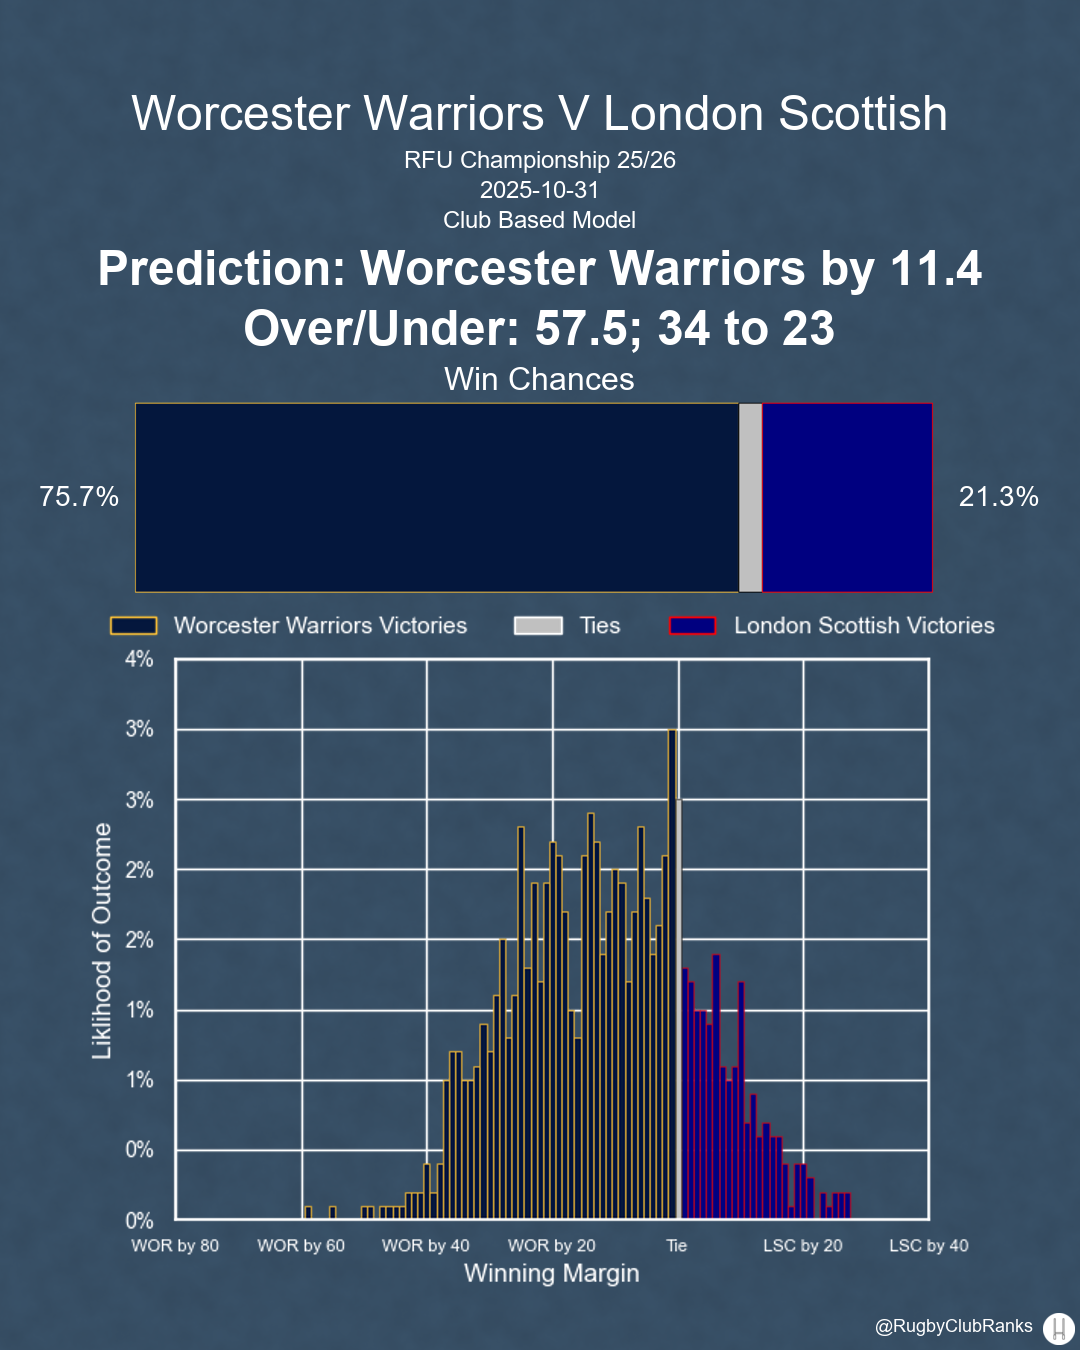 Worcester Warriors V London Scottish
RFU Championship 25/26
2025-10-31
Club Based Model
Prediction: Worcester Warriors by 11.4
Over/Under: 57.5; 34 to 23
Win Chances
75.7%
21.3%
Worcester Warriors Victories
Ties
London Scottish Victories
4%
3%
3%
2%
2%
1%
1%
0%
0%
Liklihood of Outcome
WOR by 80
WOR by 60
WOR by 40
WOR by 20
Tie
LSC by 20
LSC by 40
Winning Margin
@RugbyClubRanks